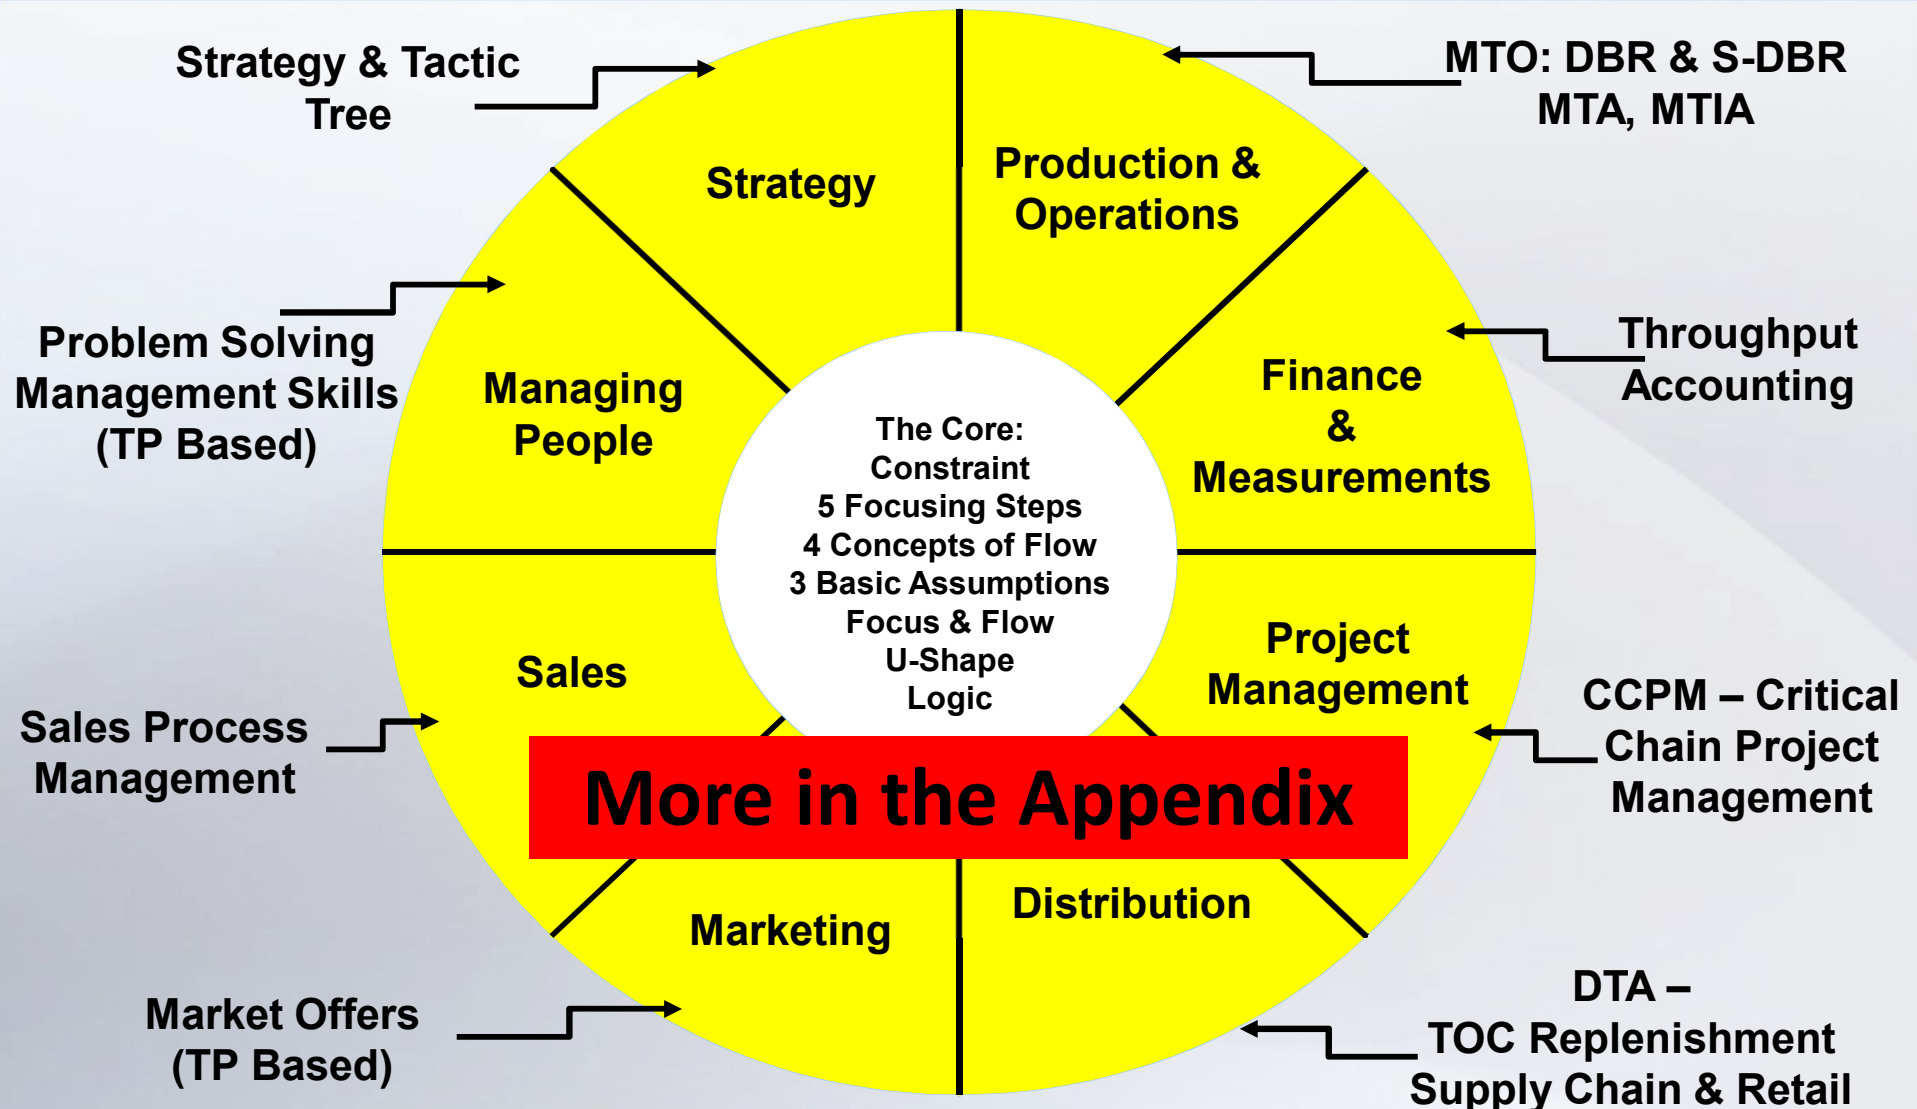 Strategy & Tactic
Tree
MTO: DBR & S-DBR
MTA, MTIA
Strategy
Production &
Operations
Problem Solving
Management Skills
(TP Based)
Managing
People
Finance
&
Measurements
Throughput
Accounting
The Core:
Constraint
5 Focusing Steps
4 Concepts of Flow
3 Basic Assumptions
Focus & Flow
U-Shape
Logic
Sales
Project
Management
Sales Process
Management
CCPM – Critical
Chain Project
Management
More in the Appendix
Marketing
Distribution
Market Offers
(TP Based)
DTA –
TOC Replenishment
Supply Chain & Retail